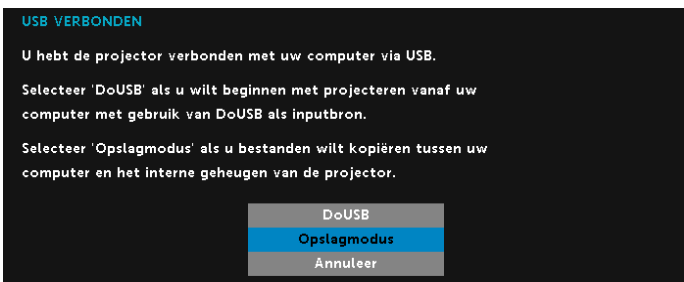 USB VERBONDEN
U hebt de projector verbonden met uw computer via USB.
Selecteer 'DoUSB' als u wilt beginnen met projecteren vanaf uw
computer met gebruik van DoUSB als inputbron.
Selecteer 'Opslagmodus' als u bestanden wilt kopiëren tussen uw
computer en het interne geheugen van de projector.
DoUSB
Opslagmodus
Annuleer